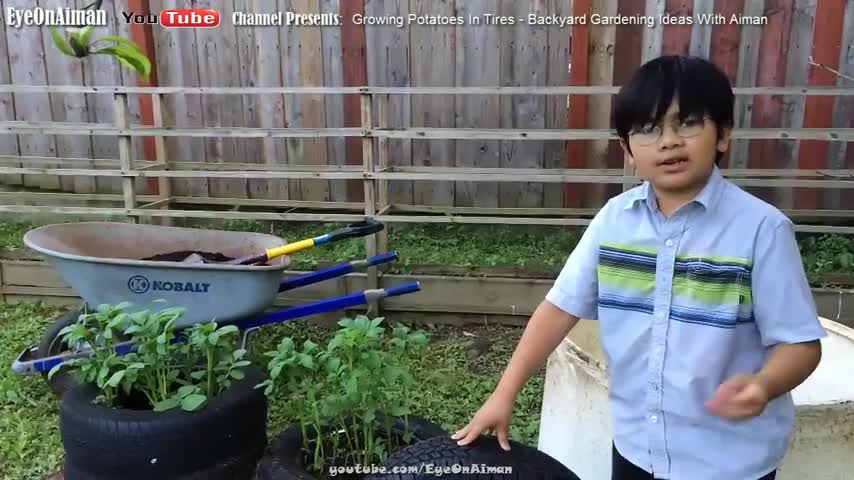 EyeOnAiman YouTube Channel Presents: Growing Potatoes In Tires - Backyard Gardening Ideas With Aiman
KOBALT
youtube.com/EyeOnAiman